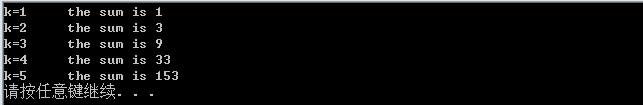 k=1     the sum is 1
k=2     the sum is 3
k=3     the sum is 9
k=4     the sum is 33
k=5     the sum is 153
请按任意键继续. . .